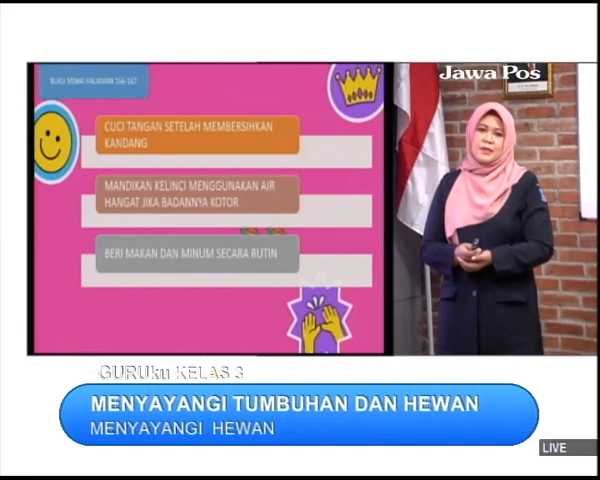 BUKU SISWA HALAMAN 166-167
Jawa Pos
CUCI TANGAN SETELAH MEMBERSIHKAN
KANDANG
MANDIKAN KELINCI MENGGUNAKAN AIR
HANGAT JIKA BADANNYA KOTOR
BERI MAKAN DAN MINUM SECARA RUTIN
GURUku KELAS 3
MENYAYANGI TUMBUHAN DAN HEWAN
MENYAYANGI HEWAN
LIVE